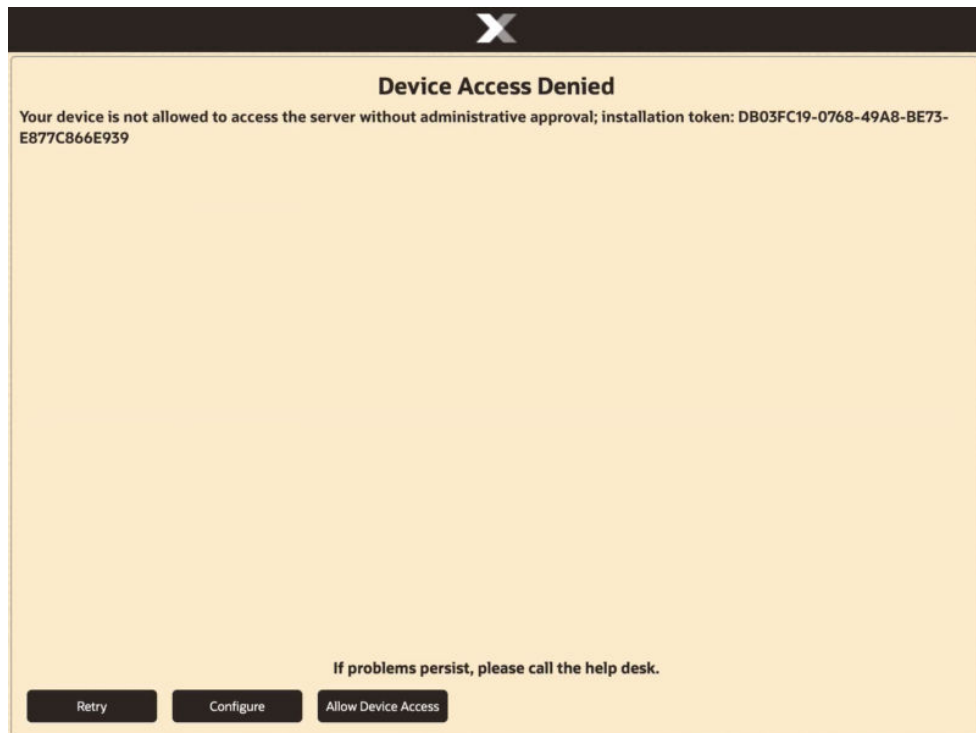 Device Access Denied
Your device is not allowed to access the server without administrative approval; installation token: DB03FC19-0768-49A8-BE73-
E877C866E939
If problems persist, please call the help desk.
Retry
Configure
Allow Device Access